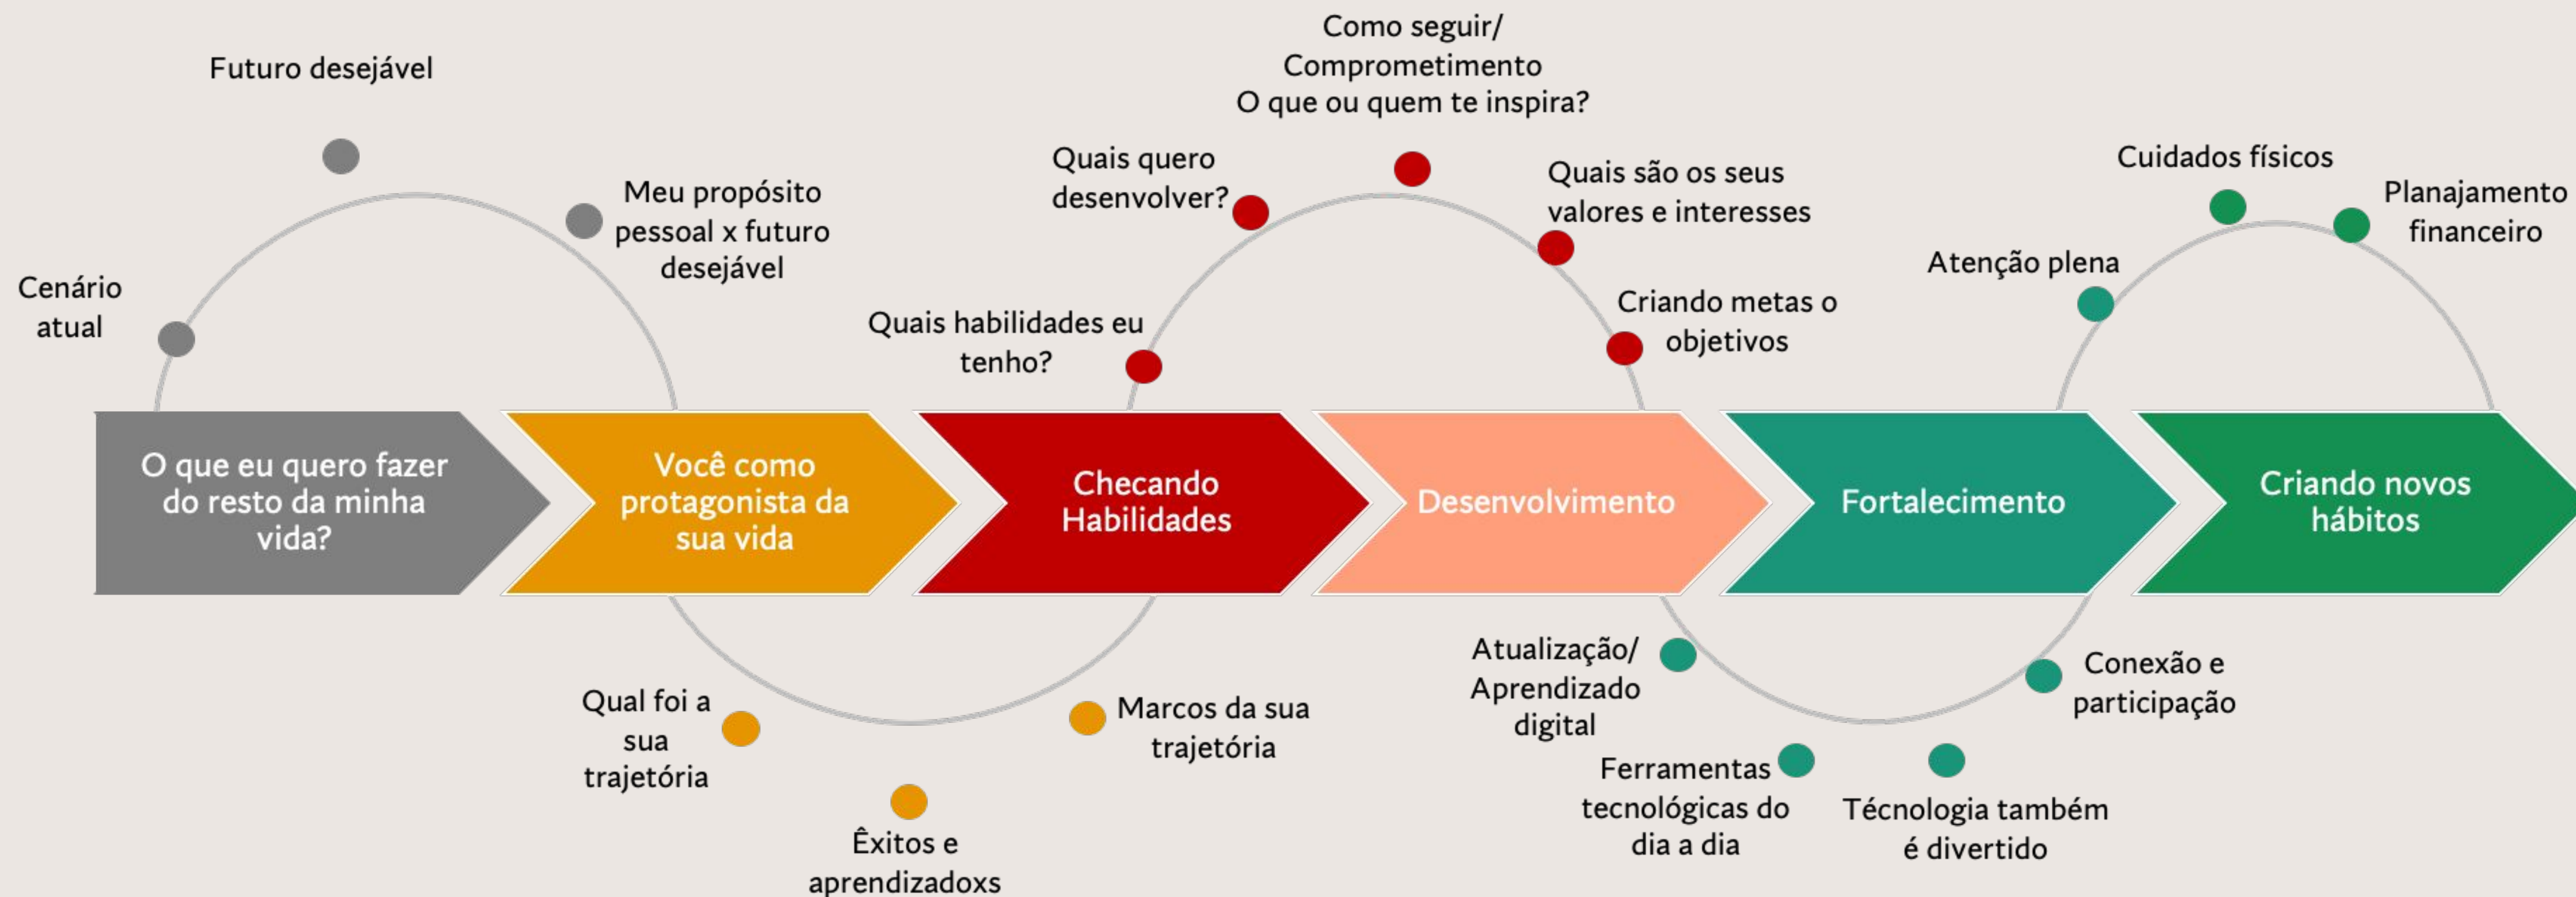 Futuro desejável
Cenário
atual
Meu propósito
pessoal x futuro
desejável
Quais habilidades eu
tenho?
Quais quero
desenvolver?
Como seguir/
Comprometimento
O que ou quem te inspira?
Quais são os seus
valores e interesses
Criando metas o
objetivos
Atenção plena
Cuidados físicos
Planajamento
financeiro
O que eu quero fazer
do resto da minha
vida?
Você como
protagonista da
sua vida
Checando
Habilidades
Desenvolvimento
Fortalecimento
Criando novos
hábitos
Qual foi a
sua
trajetória
Êxitos e
aprendizadoxs
Marcos da sua
trajetória
Atualização/
Aprendizado
digital
Ferramentas
tecnológicas do
dia a dia
Técnologia também
é divertido
Conexão e
participação